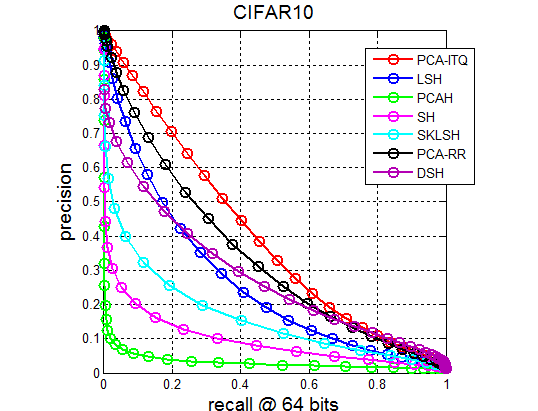 CIFAR10
1
0.9
0.8
0.7
0.6
0.5
0.4
0.3
0.2
0.1
0
precision
PCA-ITQ
LSH
PCAH
SH
SKLSH
PCA-RR
DSH
0 0.2 0.4 0.6 0.8 1
recall @ 64 bits